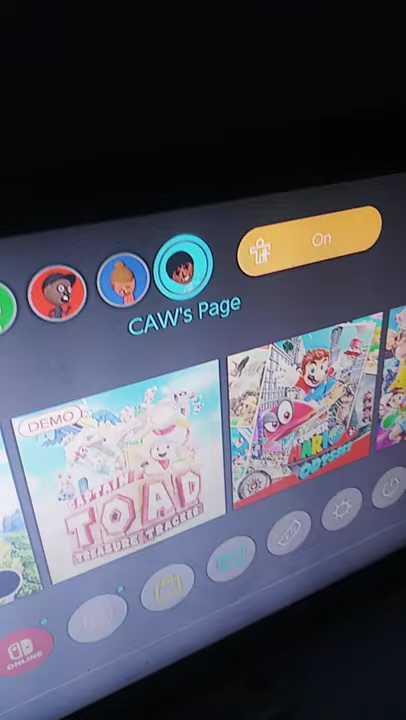 On
CAW's Page
DEMO
CAPTAIN
TOAD
TREASURE TRACKER
MARIO
ODYSSEY
ONLINE